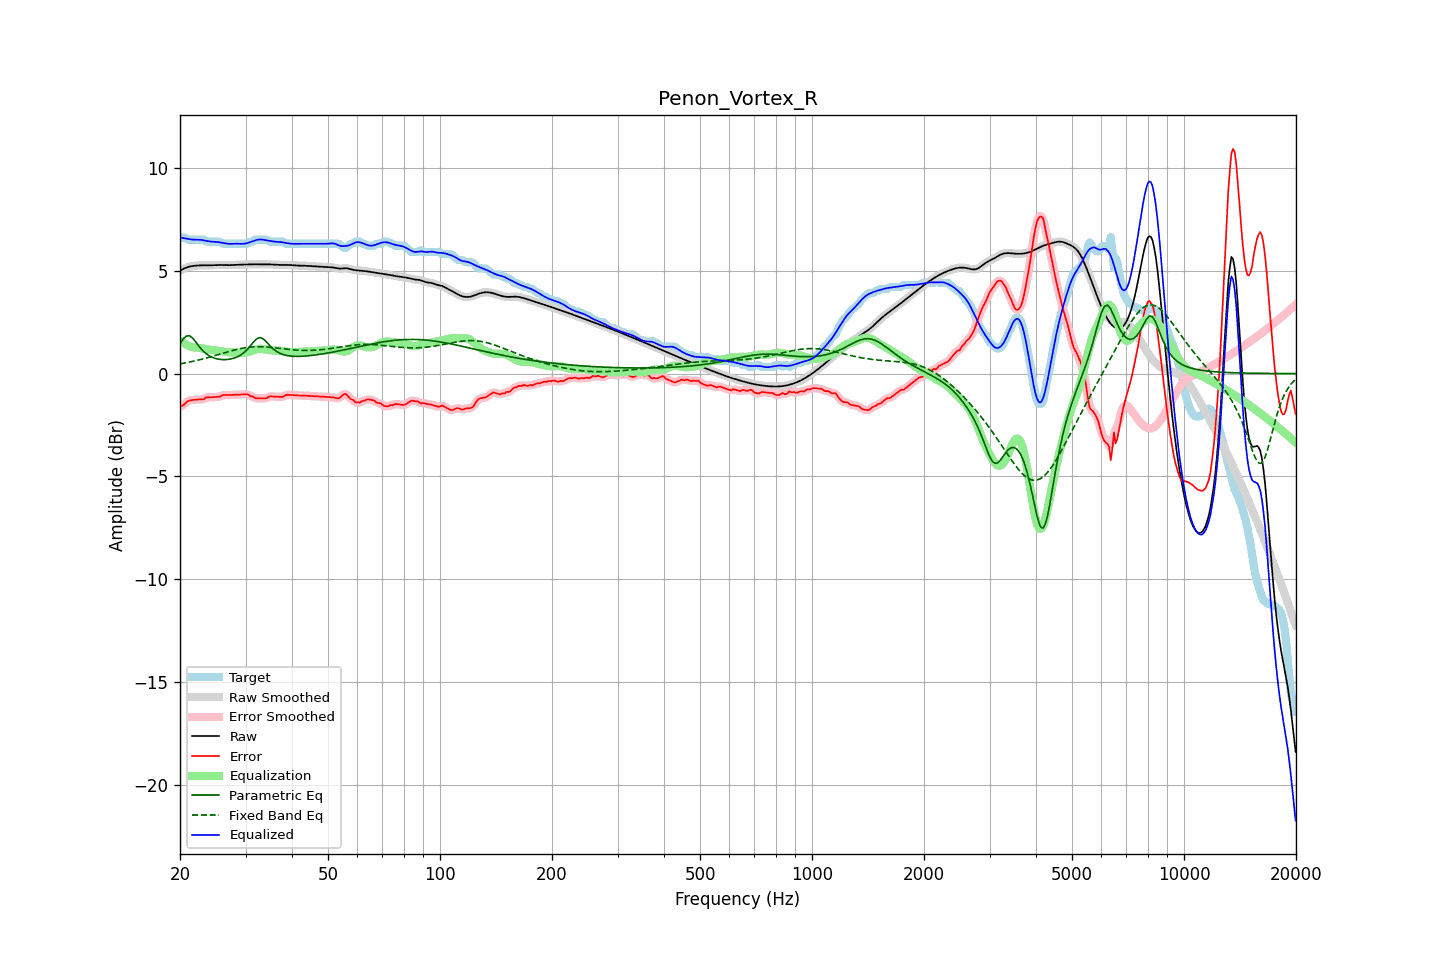 Penon_Vortex_R
Amplitude (dBr)
10
5
0
−5
−10
−15
−20
Target
Raw Smoothed
Error Smoothed
Raw
Error
Equalization
Parametric Eq
Fixed Band Eq
Equalized
20 50 100 200 500 1000 2000 5000 10000 20000
Frequency (Hz)